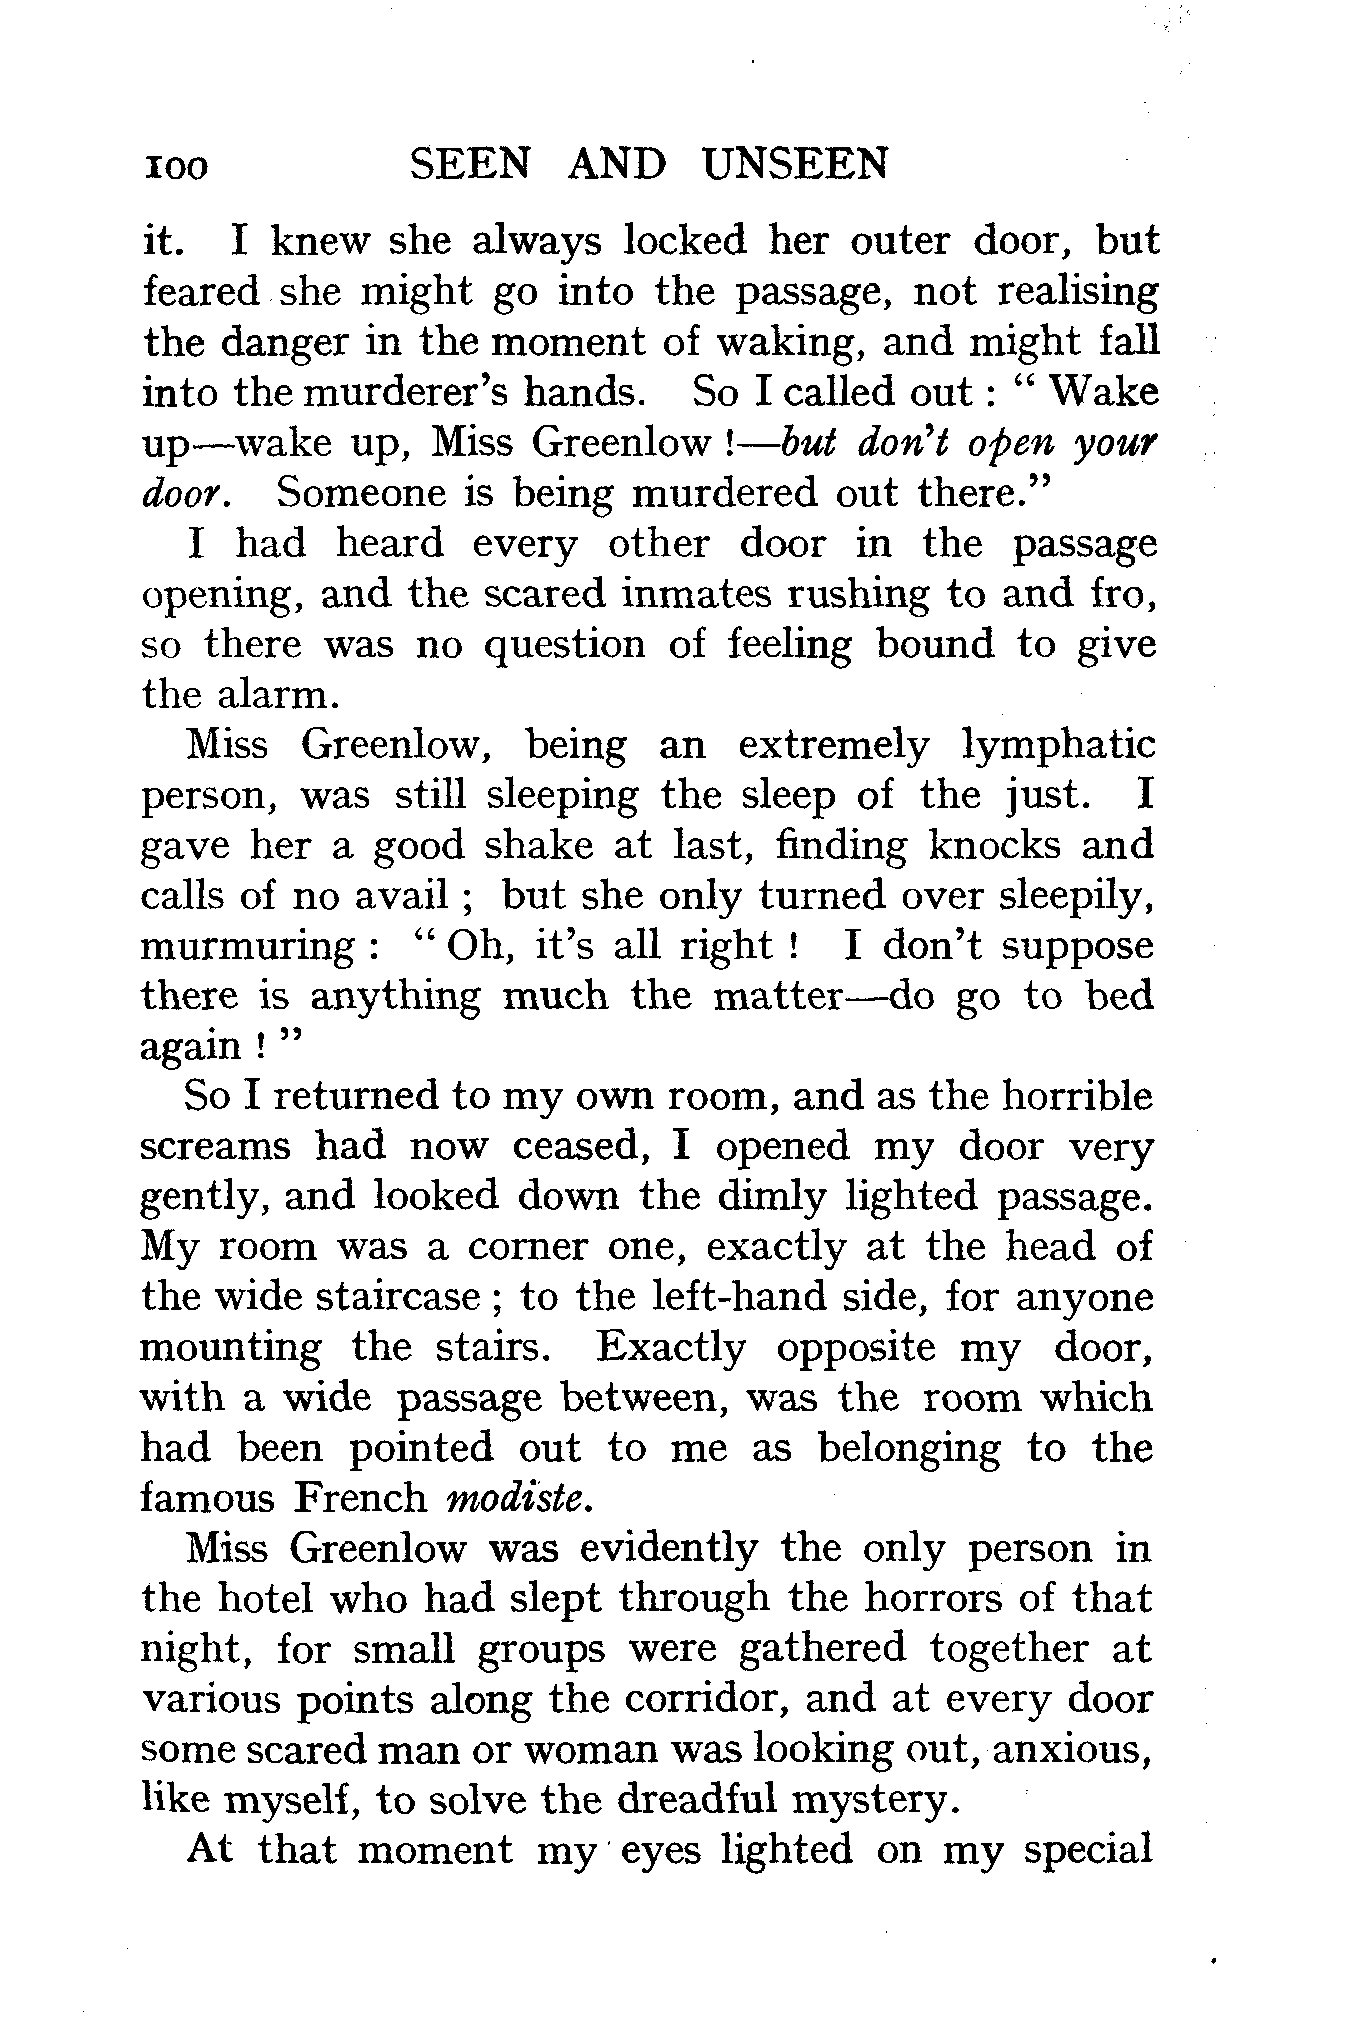 100 SEEN AND UNSEEN
it. I knew she always locked her outer door, but
feared she might go into the passage, not realising
the danger in the moment of waking, and might fall
into the murderer's hands. So I called out : “ Wake
up—wake up, Miss Greenlow !—but don't open your
door. Someone is being murdered out there.”
I had heard every other door in the passage
opening, and the scared inmates rushing to and fro,
so there was no question of feeling bound to give
the alarm.
Miss Greenlow, being an extremely lymphatic
person, was still sleeping the sleep of the just. I
gave her a good shake at last, finding knocks and
calls of no avail ; but she only turned over sleepily,
murmuring : “ Oh, it's all right ! I don't suppose
there is anything much the matter—do go to bed
again ! ”
So I returned to my own room, and as the horrible
screams had now ceased, I opened my door very
gently, and looked down the dimly lighted passage.
My room was a corner one, exactly at the head of
the wide staircase ; to the left-hand side, for anyone
mounting the stairs. Exactly opposite my door,
with a wide passage between, was the room which
had been pointed out to me as belonging to the
famous French modiste.
Miss Greenlow was evidently the only person in
the hotel who had slept through the horrors of that
night, for small groups were gathered together at
various points along the corridor, and at every door
some scared man or woman was looking out, anxious,
like myself, to solve the dreadful mystery.
At that moment my eyes lighted on my special